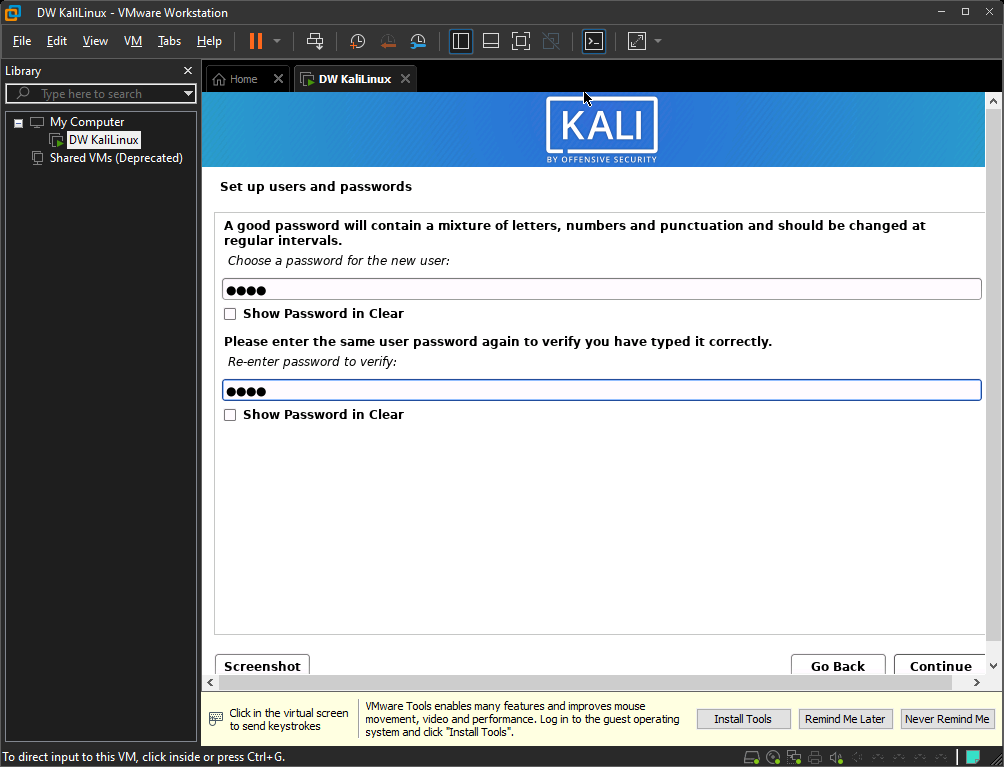 DW KaliLinux - VMware Workstation
File Edit View VM Tabs Help
Library
Type here to search
My Computer
DW KaliLinux
Shared VMs (Deprecated)
Home
DW KaliLinux
KALI
BY OFFENSIVE SECURITY
Set up users and passwords
A good password will contain a mixture of letters, numbers and punctuation and should be changed at
regular intervals.
Choose a password for the new user:
●●●●
Show Password in Clear
Please enter the same user password again to verify you have typed it correctly.
Re-enter password to verify:
●●●●
Show Password in Clear
Screenshot
Go Back
Continue
Click in the virtual screen
to send keystrokes
VMware Tools enables many features and improves mouse
movement, video and performance. Log in to the guest operating
system and click "Install Tools".
Install Tools
Remind Me Later
Never Remind Me
To direct input to this VM, click inside or press Ctrl+G.